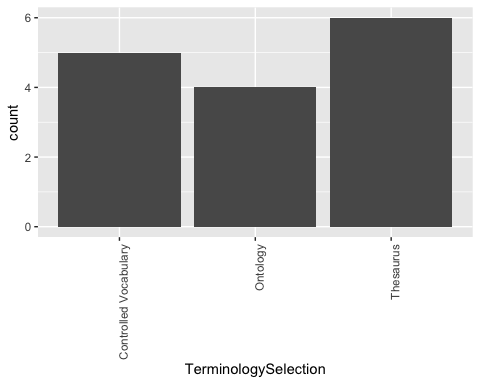 count
6
4
2
0
Controlled Vocabulary
Ontology
Thesaurus
TerminologySelection